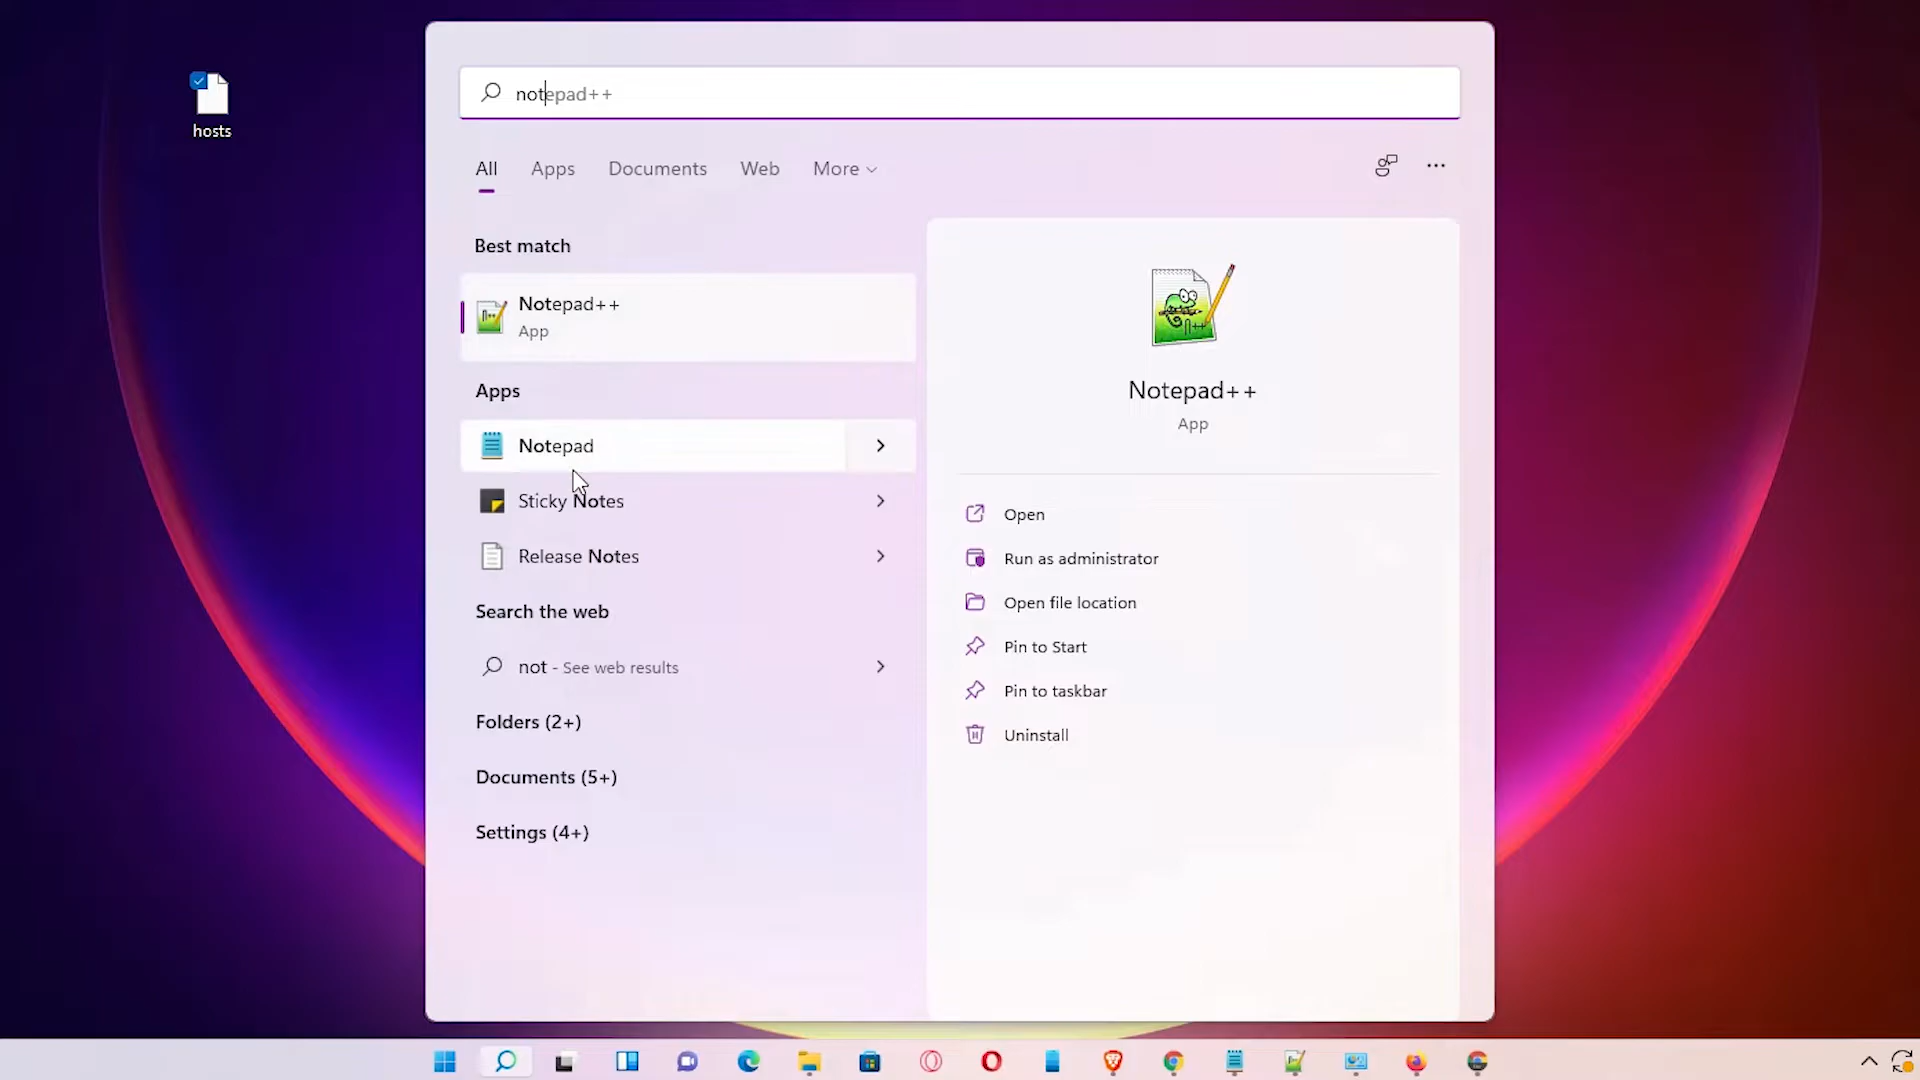 hosts
notepad++
All Apps Documents Web More
Best match
Notepad++
App
Apps
Notepad
Sticky Notes
Release Notes
Search the web
not - See web results
Folders (2+)
Documents (5+)
Settings (4+)
Notepad++
App
Open
Run as administrator
Open file location
Pin to Start
Pin to taskbar
Uninstall